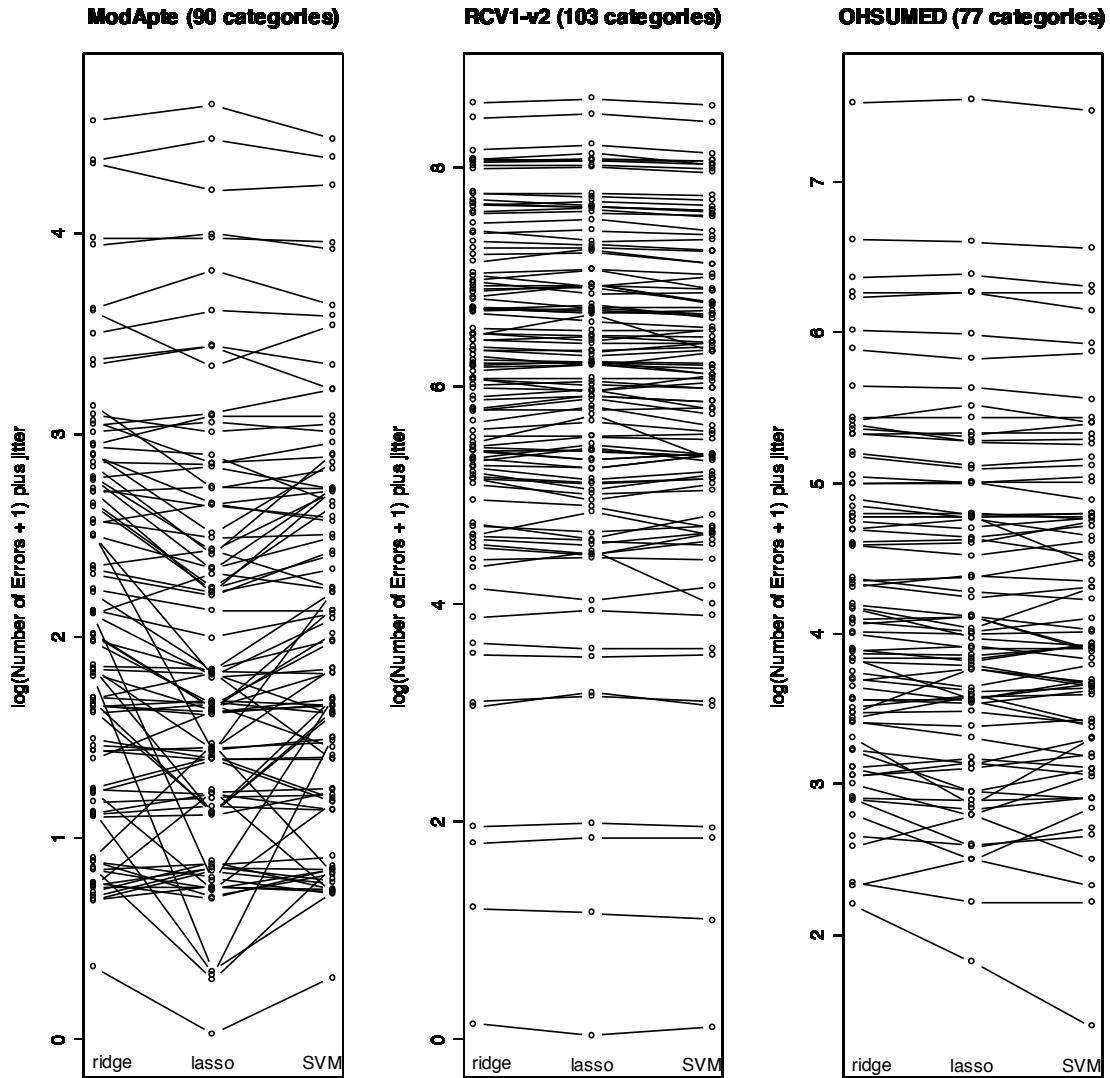 ModApte (90 categories)
log(Number of Errors + 1) plus jitter
4
3
2
1
0
ridge
lasso
SVM
RCV1-v2 (103 categories)
log(Number of Errors + 1) plus jitter
8
6
4
2
0
ridge
lasso
SVM
OHSUMED (77 categories)
log(Number of Errors + 1) plus jitter
7
6
5
4
3
2
ridge
lasso
SVM